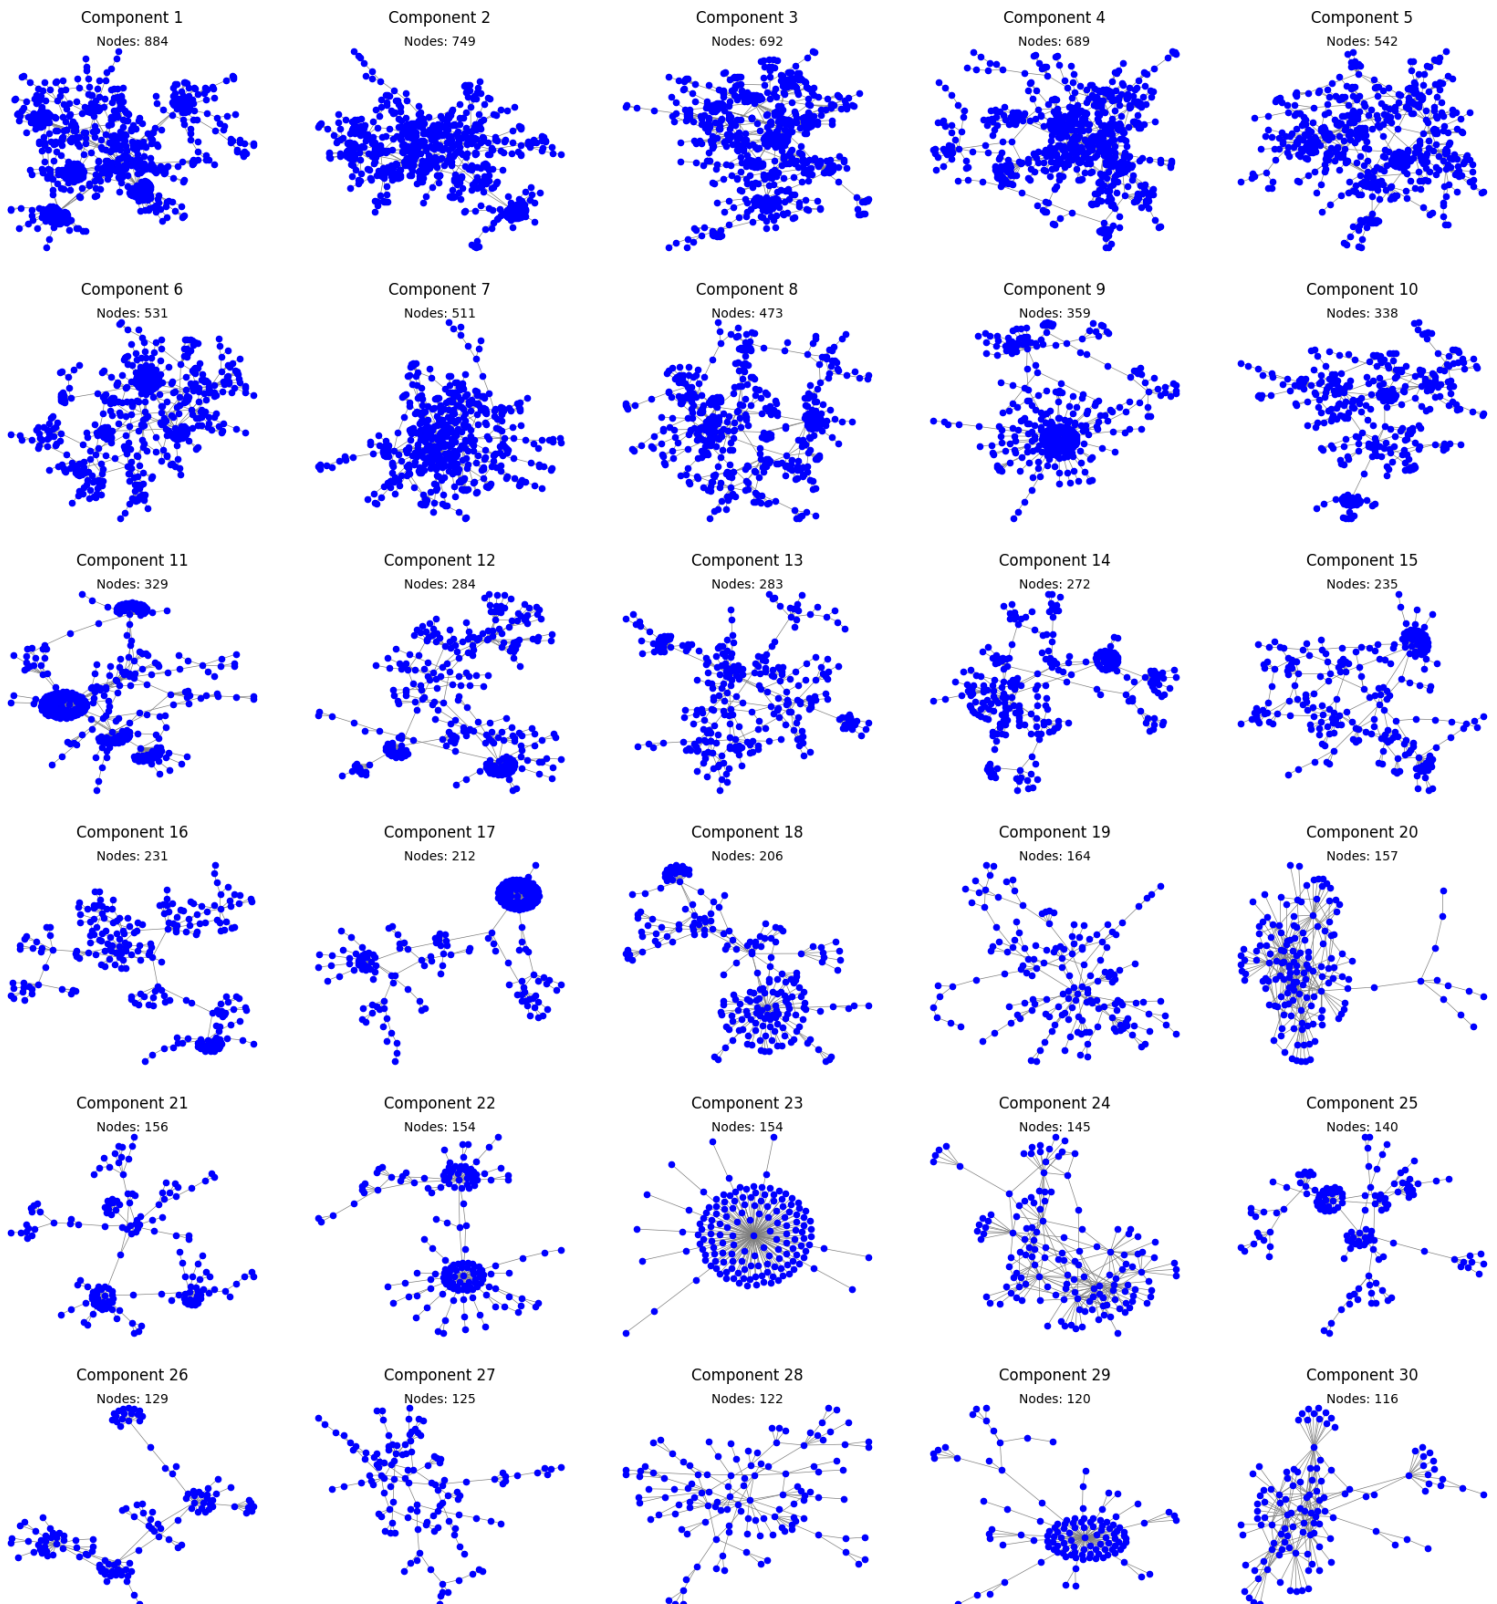 Component 1
Nodes: 884
Component 2
Nodes: 749
Component 3
Nodes: 692
Component 4
Nodes: 689
Component 5
Nodes: 542
Component 6
Nodes: 531
Component 7
Nodes: 511
Component 8
Nodes: 473
Component 9
Nodes: 359
Component 10
Nodes: 338
Component 11
Nodes: 329
Component 12
Nodes: 284
Component 13
Nodes: 283
Component 14
Nodes: 272
Component 15
Nodes: 235
Component 16
Nodes: 231
Component 17
Nodes: 212
Component 18
Nodes: 206
Component 19
Nodes: 164
Component 20
Nodes: 157
Component 21
Nodes: 156
Component 22
Nodes: 154
Component 23
Nodes: 154
Component 24
Nodes: 145
Component 25
Nodes: 140
Component 26
Nodes: 129
Component 27
Nodes: 125
Component 28
Nodes: 122
Component 29
Nodes: 120
Component 30
Nodes: 116